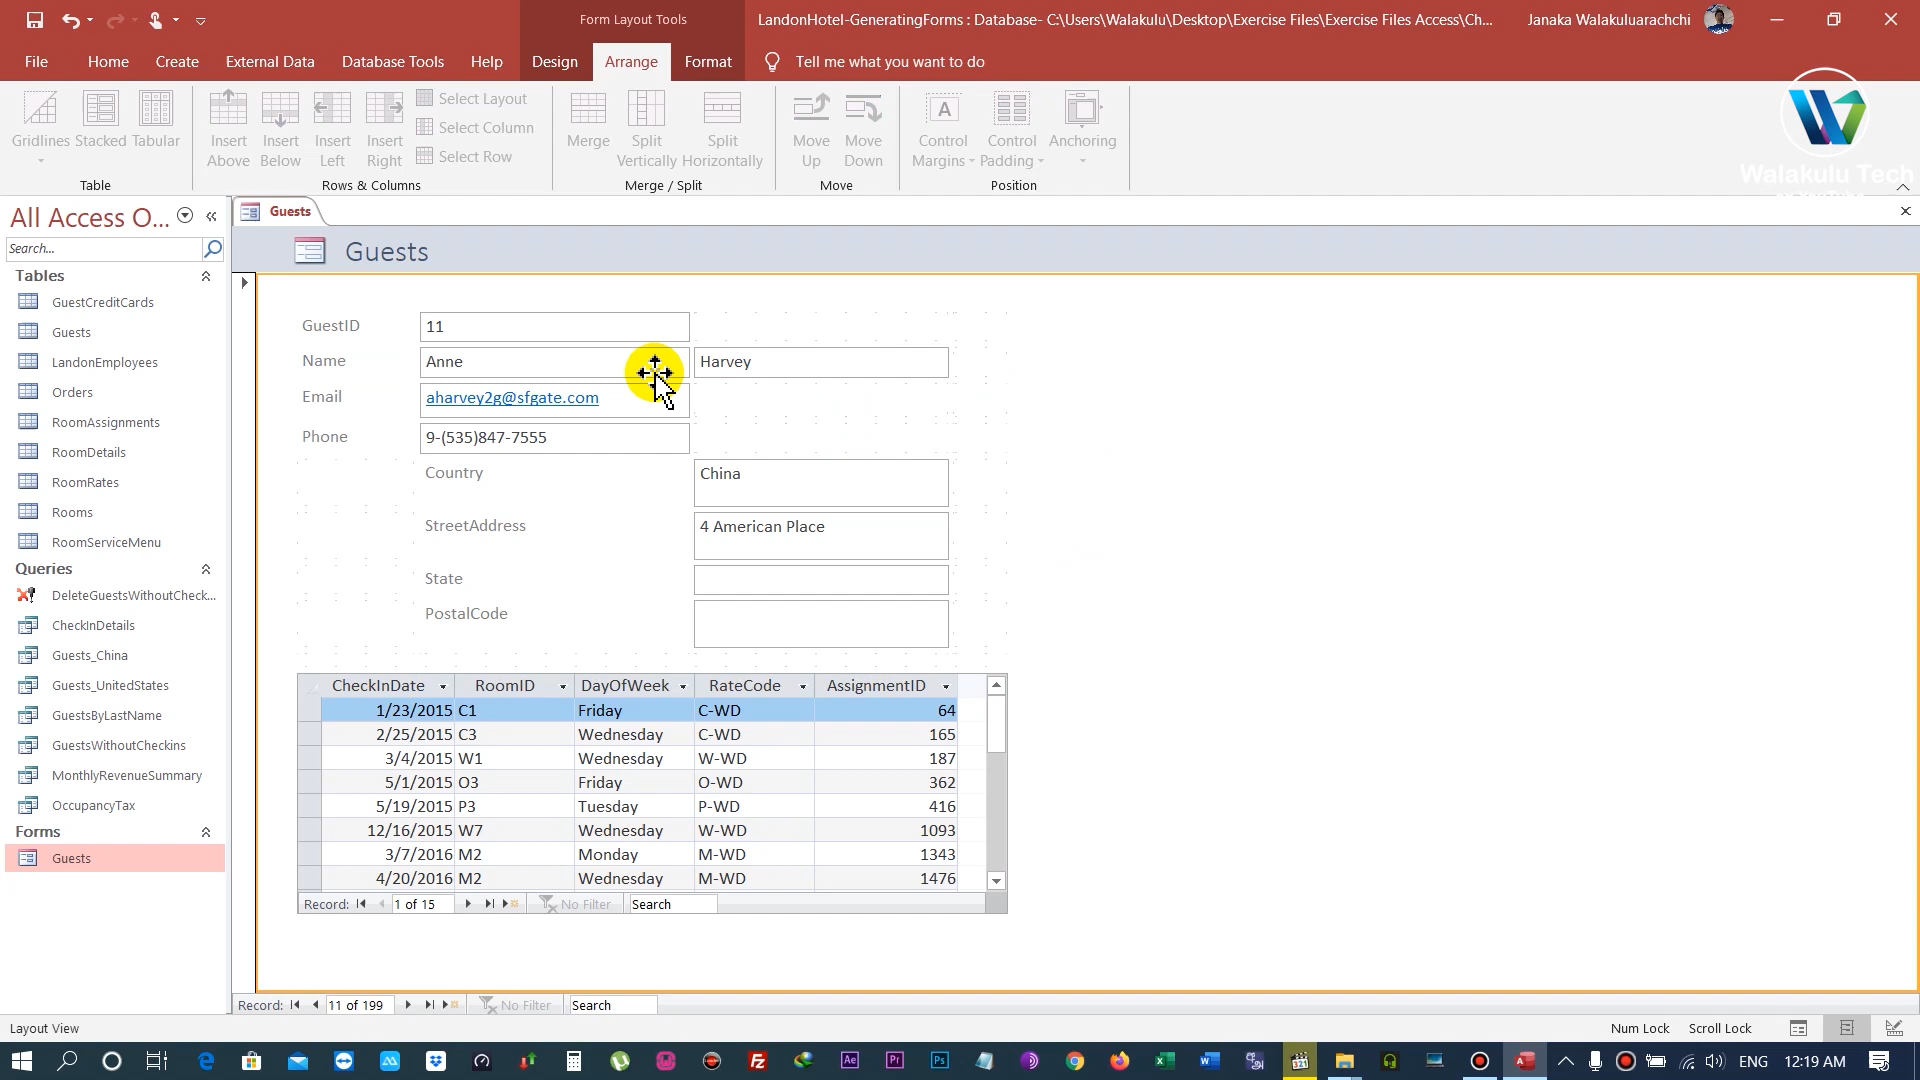 Form Layout Tools
LandonHotel-GeneratingForms : Database- C:\Users\Walakulu\Desktop\Exercise Files\Exercise Files Access\Ch...
Janaka Walakuluarachchi
File Home Create External Data Database Tools Help Design Arrange Format Tell me what you want to do
Gridlines Stacked Tabular
Insert Above
Insert Below
Insert Left
Insert Right
Select Layout
Select Column
Select Row
Merge
Split Vertically
Split Horizontally
Move Up
Move Down
Control Margins
Control Padding
Anchoring
Table Rows & Columns Merge / Split Move Position
Walakulu Tech
All Access O...
Search...
Tables
GuestCreditCards
Guests
LandonEmployees
Orders
RoomAssignments
RoomDetails
RoomRates
Rooms
RoomServiceMenu
Queries
DeleteGuestsWithoutCheck...
CheckInDetails
Guests_China
Guests_UnitedStates
GuestsByLastName
GuestsWithoutCheckins
MonthlyRevenueSummary
OccupancyTax
Forms
Guests
Guests
Guests
GuestID 11
Name Anne Harvey
Email aharvey2g@sfgate.com
Phone 9-(535)847-7555
Country China
StreetAddress 4 American Place
State
PostalCode
CheckInDate RoomID DayOfWeek RateCode AssignmentID
1/23/2015 C1 Friday C-WD 64
2/25/2015 C3 Wednesday C-WD 165
3/4/2015 W1 Wednesday W-WD 187
5/1/2015 O3 Friday O-WD 362
5/19/2015 P3 Tuesday P-WD 416
12/16/2015 W7 Wednesday W-WD 1093
3/7/2016 M2 Monday M-WD 1343
4/20/2016 M2 Wednesday M-WD 1476
Record: 1 of 15 No Filter Search
Record: 11 of 199 No Filter Search
Layout View Num Lock Scroll Lock
ENG 12:19 AM